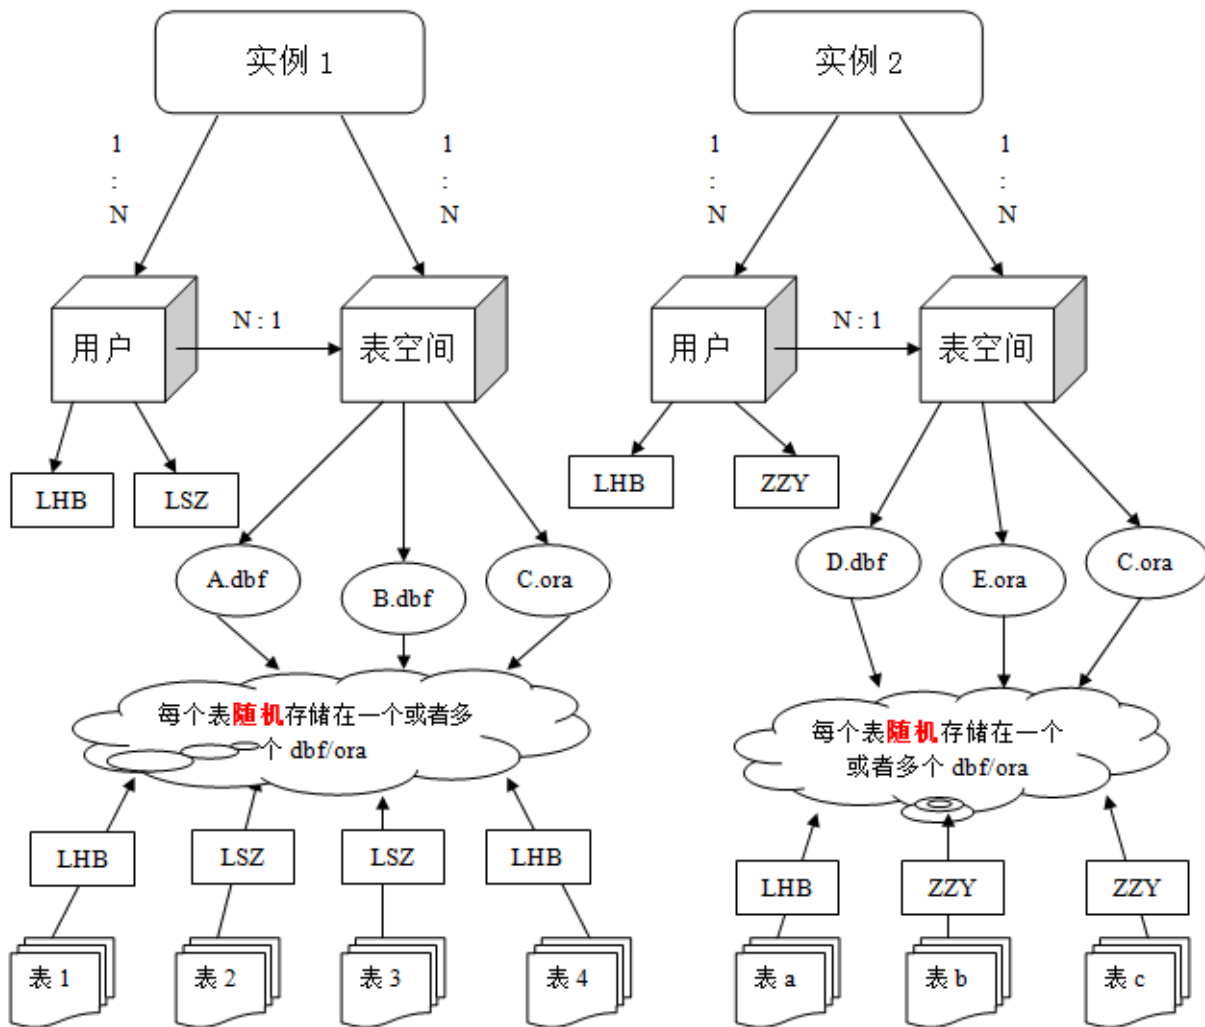 实例 1
实例 2
1
:
N
1
:
N
1
:
N
1
:
N
用户
N : 1
表空间
用户
N : 1
表空间
LHB
LSZ
LHB
ZZY
A.dbf
B.dbf
C.ora
D.dbf
E.ora
C.ora
每个表随机存储在一个或者多
个 dbf/ora
每个表随机存储在一个
或者多个 dbf/ora
LHB
LSZ
LSZ
LHB
LHB
ZZY
ZZY
表 1
表 2
表 3
表 4
表 a
表 b
表 c